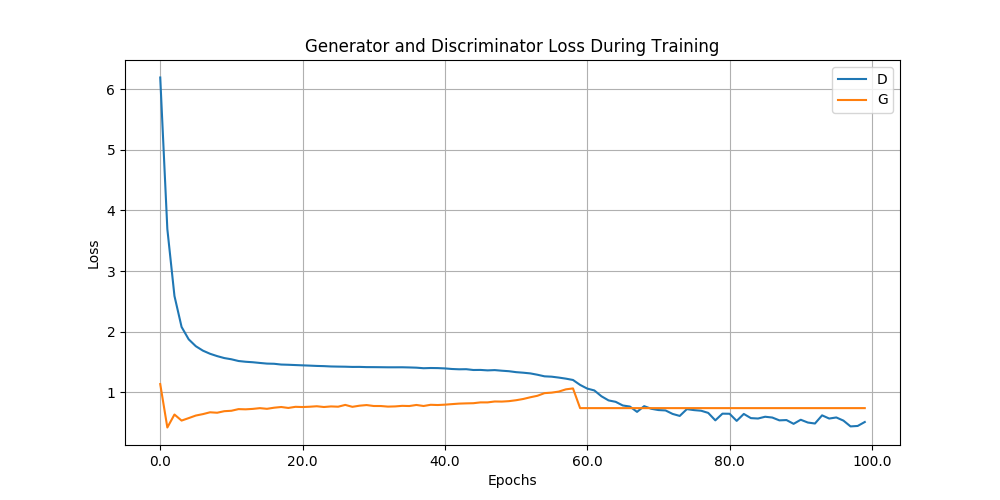 Generator and Discriminator Loss During Training
D
G
6
5
4
3
2
1
Loss
0.0 20.0 40.0 60.0 80.0 100.0
Epochs